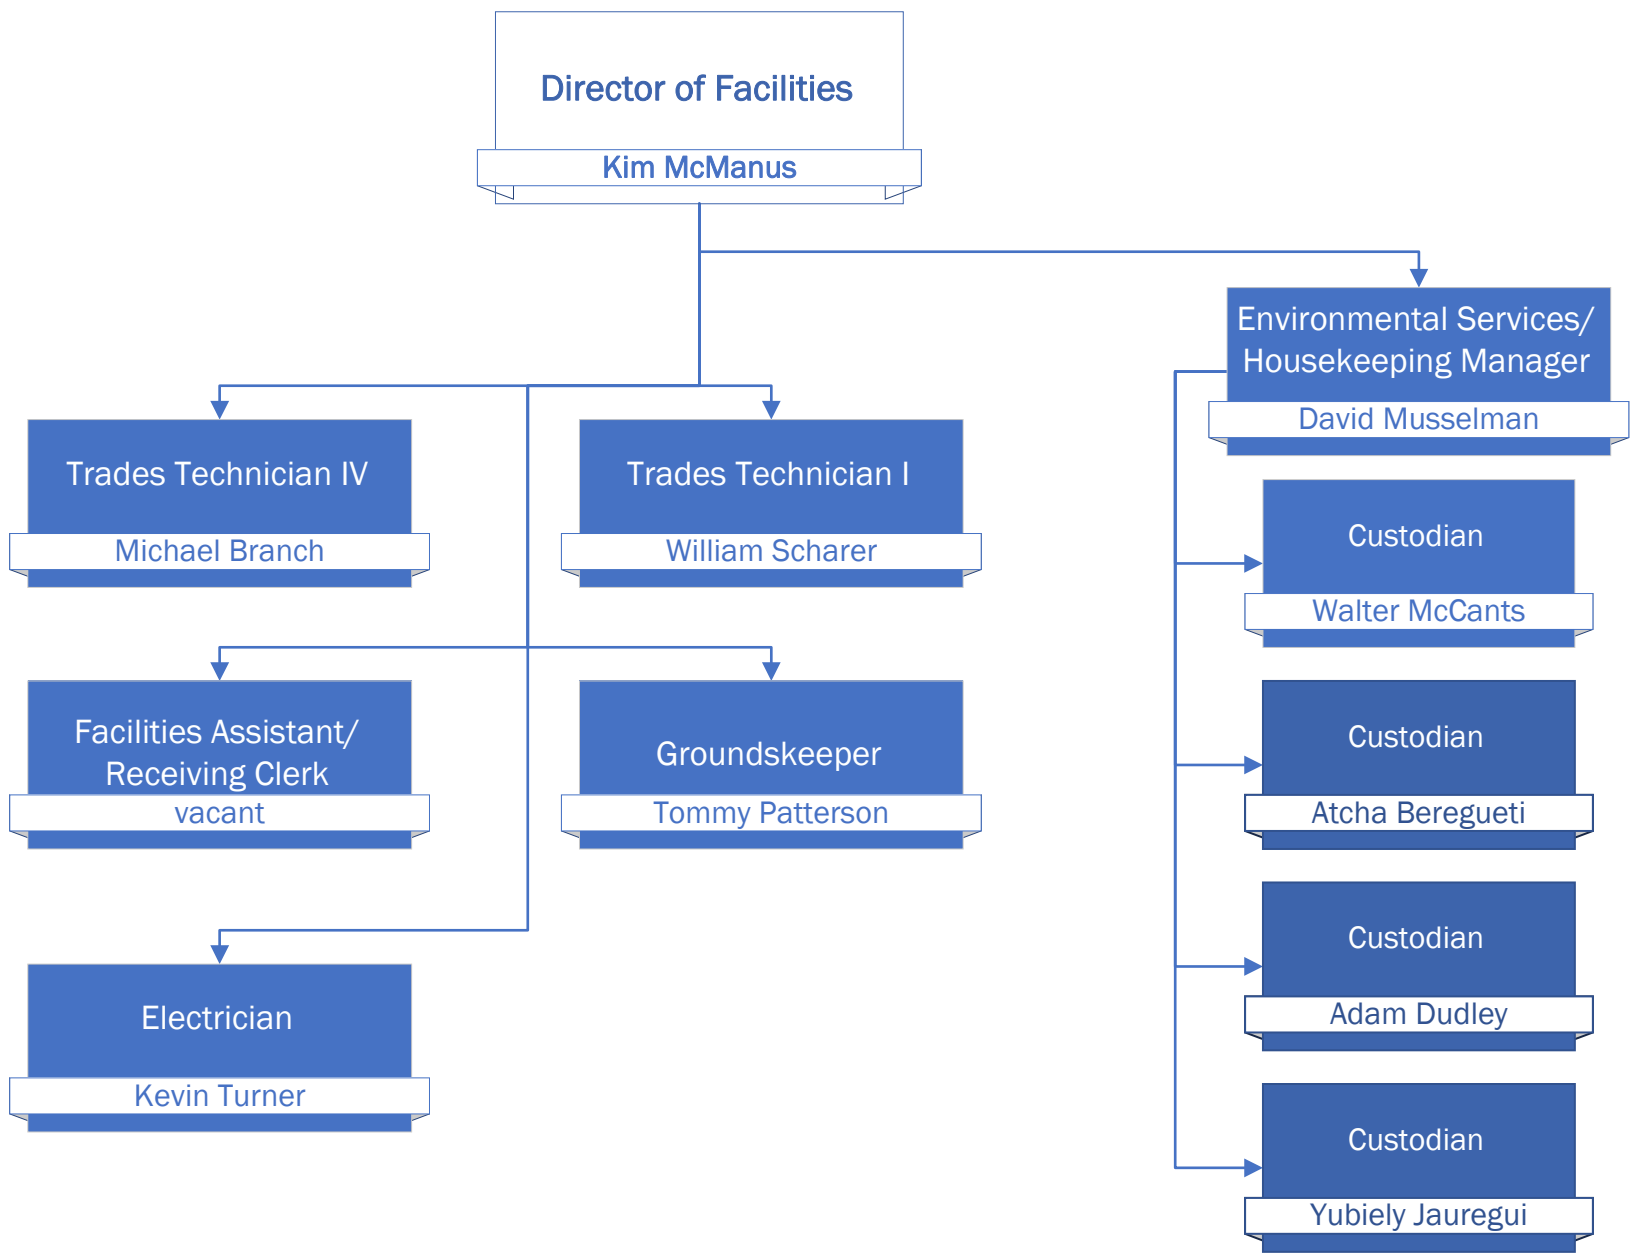 Director of Facilities
Kim McManus
Environmental Services/
Housekeeping Manager
David Musselman
Trades Technician IV
Michael Branch
Trades Technician I
William Scharer
Custodian
Walter McCants
Facilities Assistant/
Receiving Clerk
vacant
Groundskeeper
Tommy Patterson
Custodian
Atcha Beregueti
Custodian
Adam Dudley
Electrician
Kevin Turner
Custodian
Yubiely Jauregui